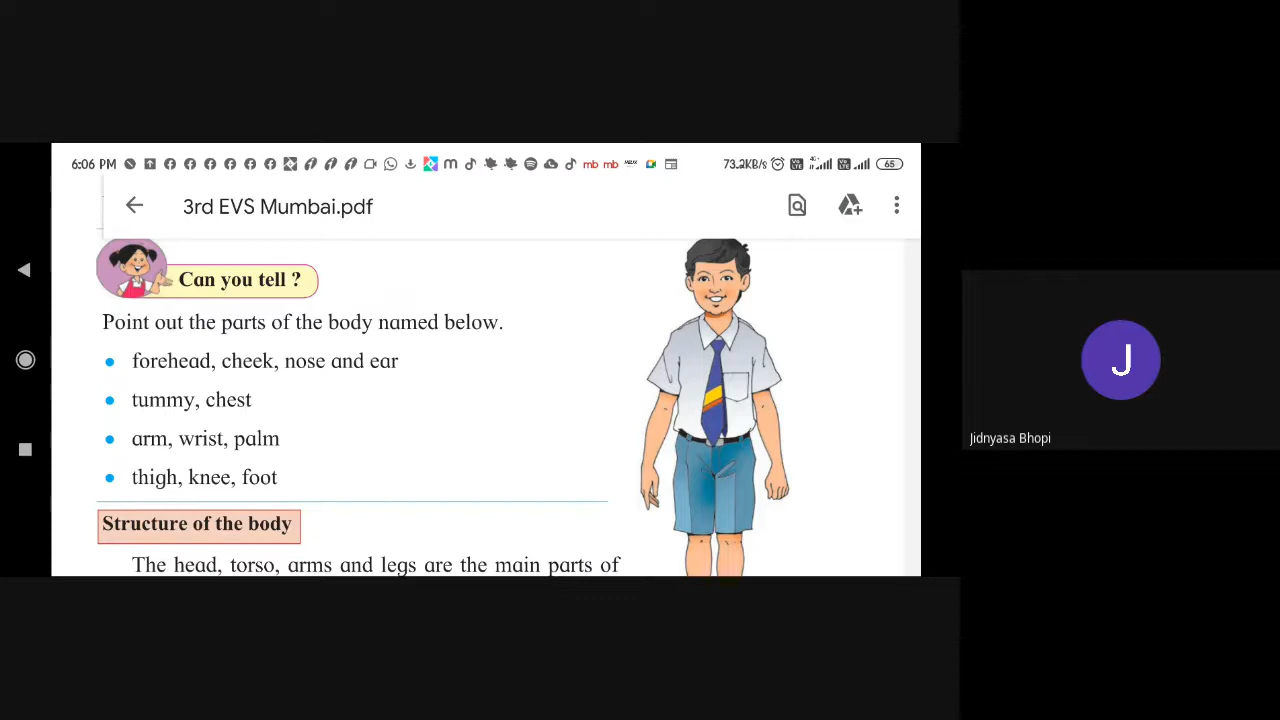 6:06 PM
73.2KB/s
65
3rd EVS Mumbai.pdf
Can you tell ?
Point out the parts of the body named below.
forehead, cheek, nose and ear
tummy, chest
arm, wrist, palm
thigh, knee, foot
Structure of the body
The head, torso, arms and legs are the main parts of
J
Jidnyasa Bhopi